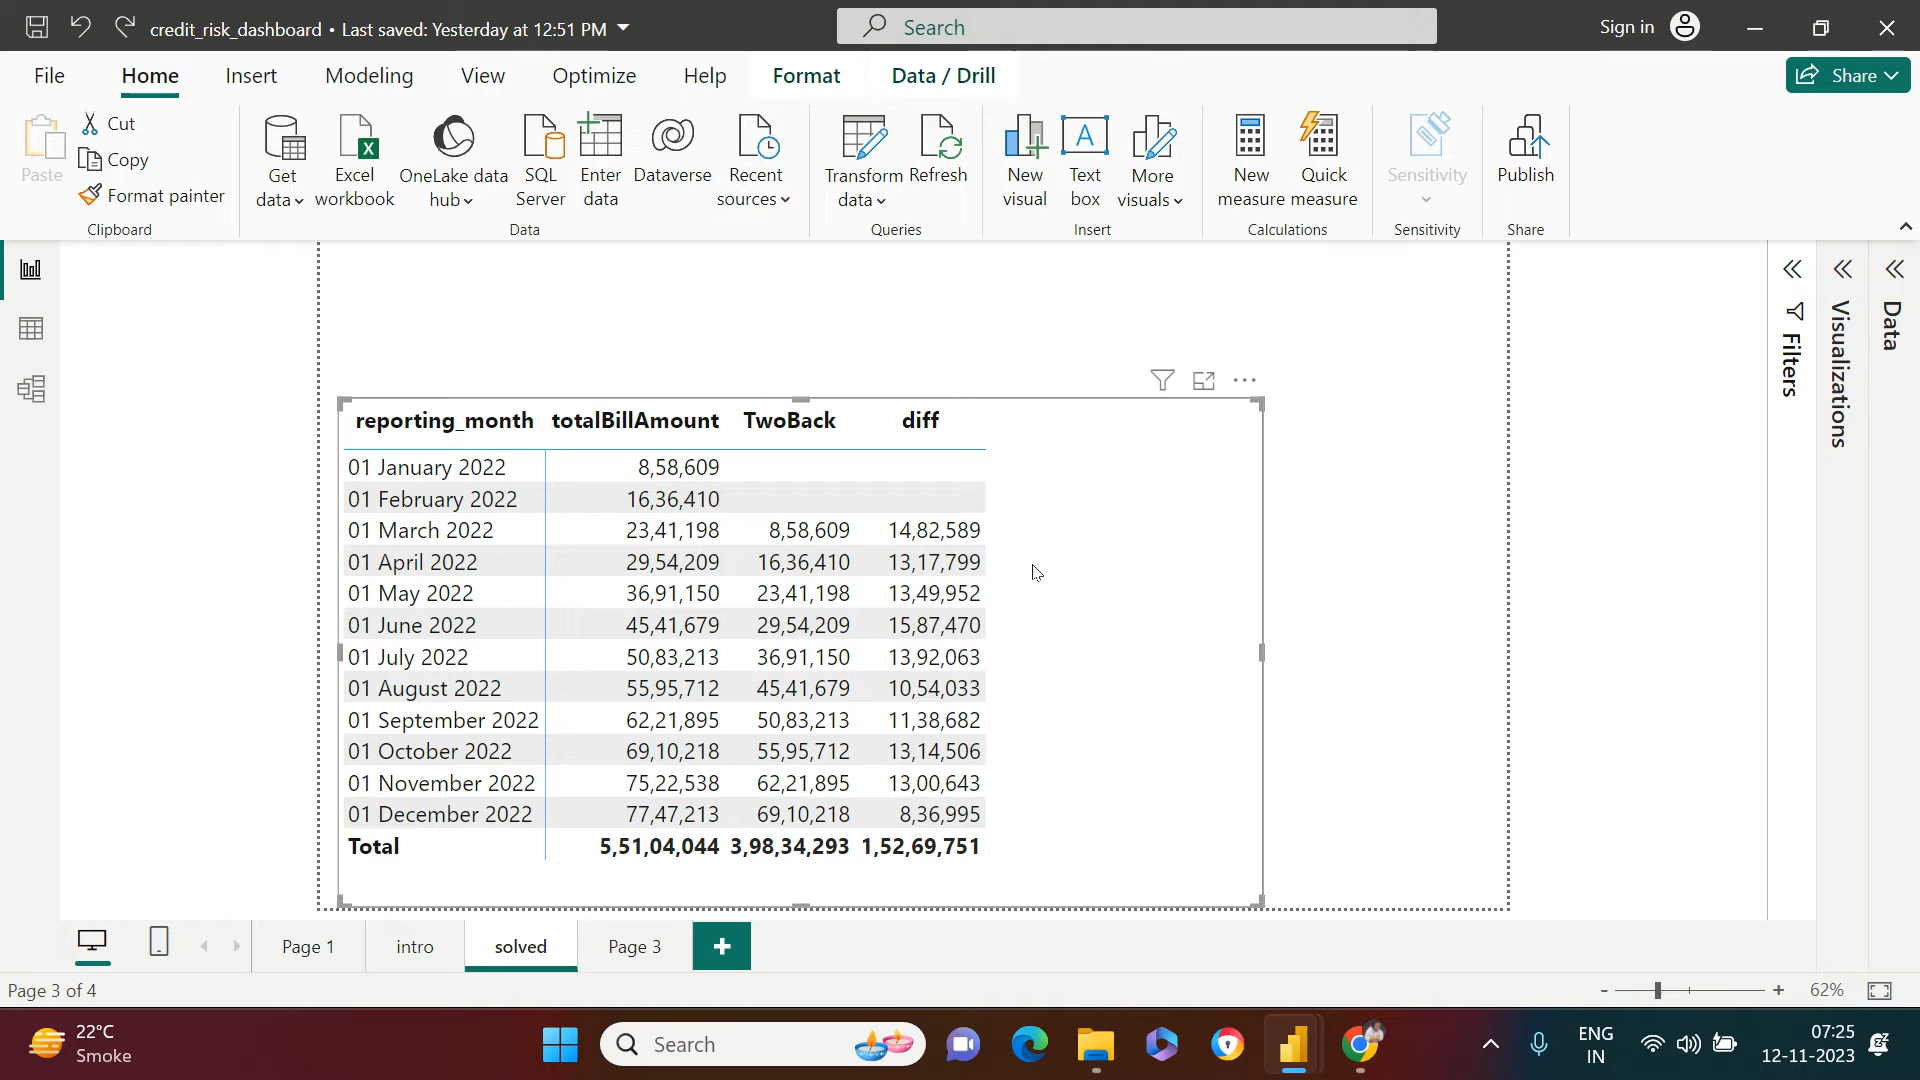 credit_risk_dashboard • Last saved: Yesterday at 12:51 PM
Search
Sign in
File Home Insert Modeling View Optimize Help Format Data / Drill
Share
Paste
Cut
Copy
Format painter
Clipboard
Get data
Excel workbook
OneLake data hub
SQL Server
Enter data
Dataverse
Recent sources
Data
Transform data
Refresh
Queries
New visual
Text box
More visuals
Insert
New measure
Quick measure
Calculations
Sensitivity
Sensitivity
Publish
Share
Filters
Visualizations
Data
reporting_month totalBillAmount TwoBack diff
01 January 2022 8,58,609
01 February 2022 16,36,410
01 March 2022 23,41,198 8,58,609 14,82,589
01 April 2022 29,54,209 16,36,410 13,17,799
01 May 2022 36,91,150 23,41,198 13,49,952
01 June 2022 45,41,679 29,54,209 15,87,470
01 July 2022 50,83,213 36,91,150 13,92,063
01 August 2022 55,95,712 45,41,679 10,54,033
01 September 2022 62,21,895 50,83,213 11,38,682
01 October 2022 69,10,218 55,95,712 13,14,506
01 November 2022 75,22,538 62,21,895 13,00,643
01 December 2022 77,47,213 69,10,218 8,36,995
Total 5,51,04,044 3,98,34,293 1,52,69,751
Page 1 intro solved Page 3
Page 3 of 4
- + 62%
22°C
Smoke
Search
ENG
IN
07:25
12-11-2023